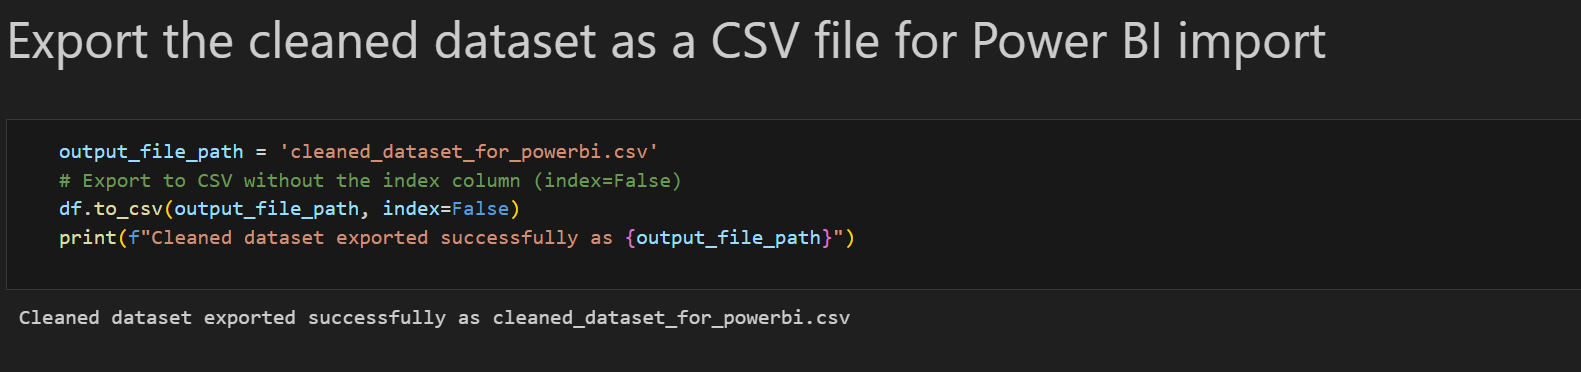 Export the cleaned dataset as a CSV file for Power BI import
output_file_path = 'cleaned_dataset_for_powerbi.csv'
# Export to CSV without the index column (index=False)
df.to_csv(output_file_path, index=False)
print(f"Cleaned dataset exported successfully as {output_file_path}")
Cleaned dataset exported successfully as cleaned_dataset_for_powerbi.csv